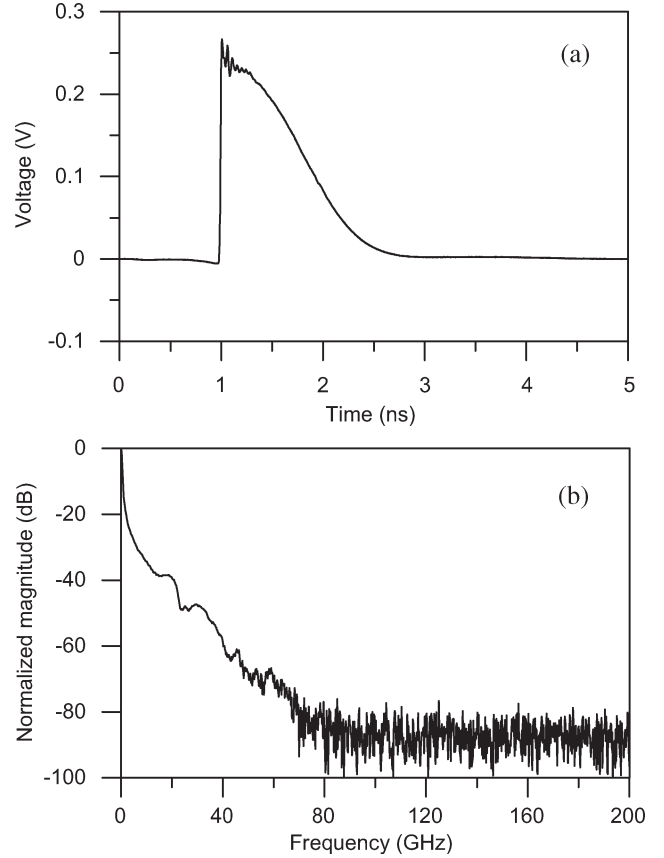 0.3
(a)
0.2
Voltage (V)
0.1
0
-0.1
0 1 2 3 4 5
Time (ns)
0
(b)
-20
Normalized magnitude (dB)
-40
-60
-80
-100
0 40 80 120 160 200
Frequency (GHz)